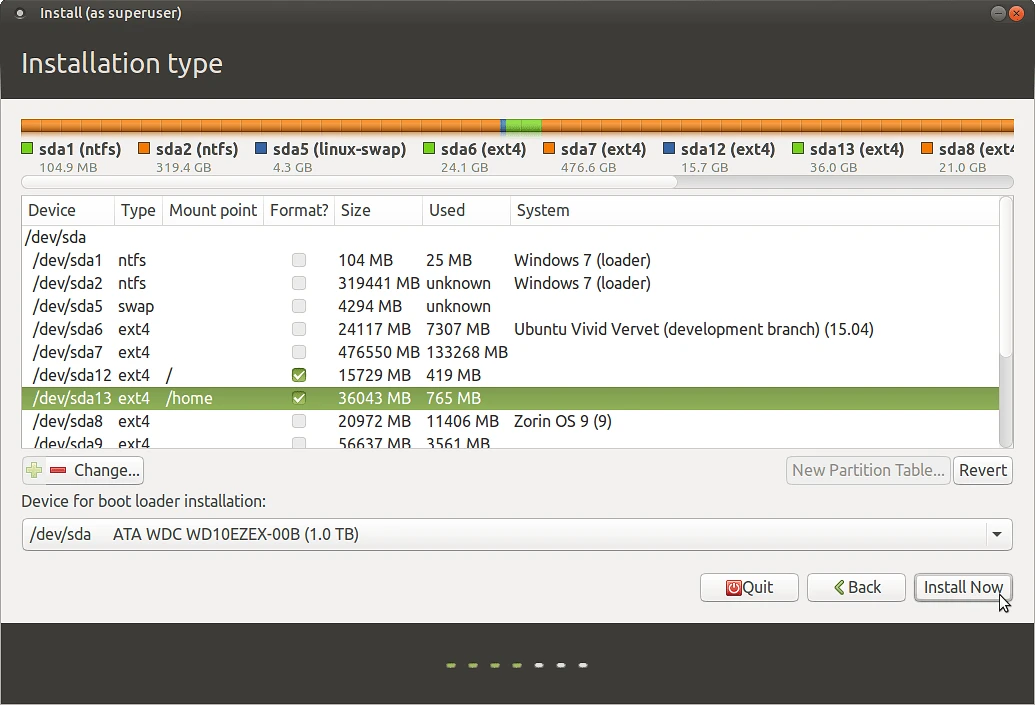 Install (as superuser)
Installation type
sda1 (ntfs) sda2 (ntfs) sda5 (linux-swap) sda6 (ext4) sda7 (ext4) sda12 (ext4) sda13 (ext4) sda8 (ext4
104.9 MB 319.4 GB 4.3 GB 24.1 GB 476.6 GB 15.7 GB 36.0 GB 21.0 GB
Device Type Mount point Format? Size Used System
/dev/sda
/dev/sda1 ntfs 104 MB 25 MB Windows 7 (loader)
/dev/sda2 ntfs 319441 MB unknown Windows 7 (loader)
/dev/sda5 swap 4294 MB unknown
/dev/sda6 ext4 24117 MB 7307 MB Ubuntu Vivid Vervet (development branch) (15.04)
/dev/sda7 ext4 476550 MB 133268 MB
/dev/sda12 ext4 / 15729 MB 419 MB
/dev/sda13 ext4 /home 36043 MB 765 MB
/dev/sda8 ext4 20972 MB 11406 MB Zorin OS 9 (9)
/dev/sda9 ext4 56637 MB 3561 MB
Change... New Partition Table... Revert
Device for boot loader installation:
/dev/sda ATA WDC WD10EZEX-00B (1.0 TB)
Quit Back Install Now